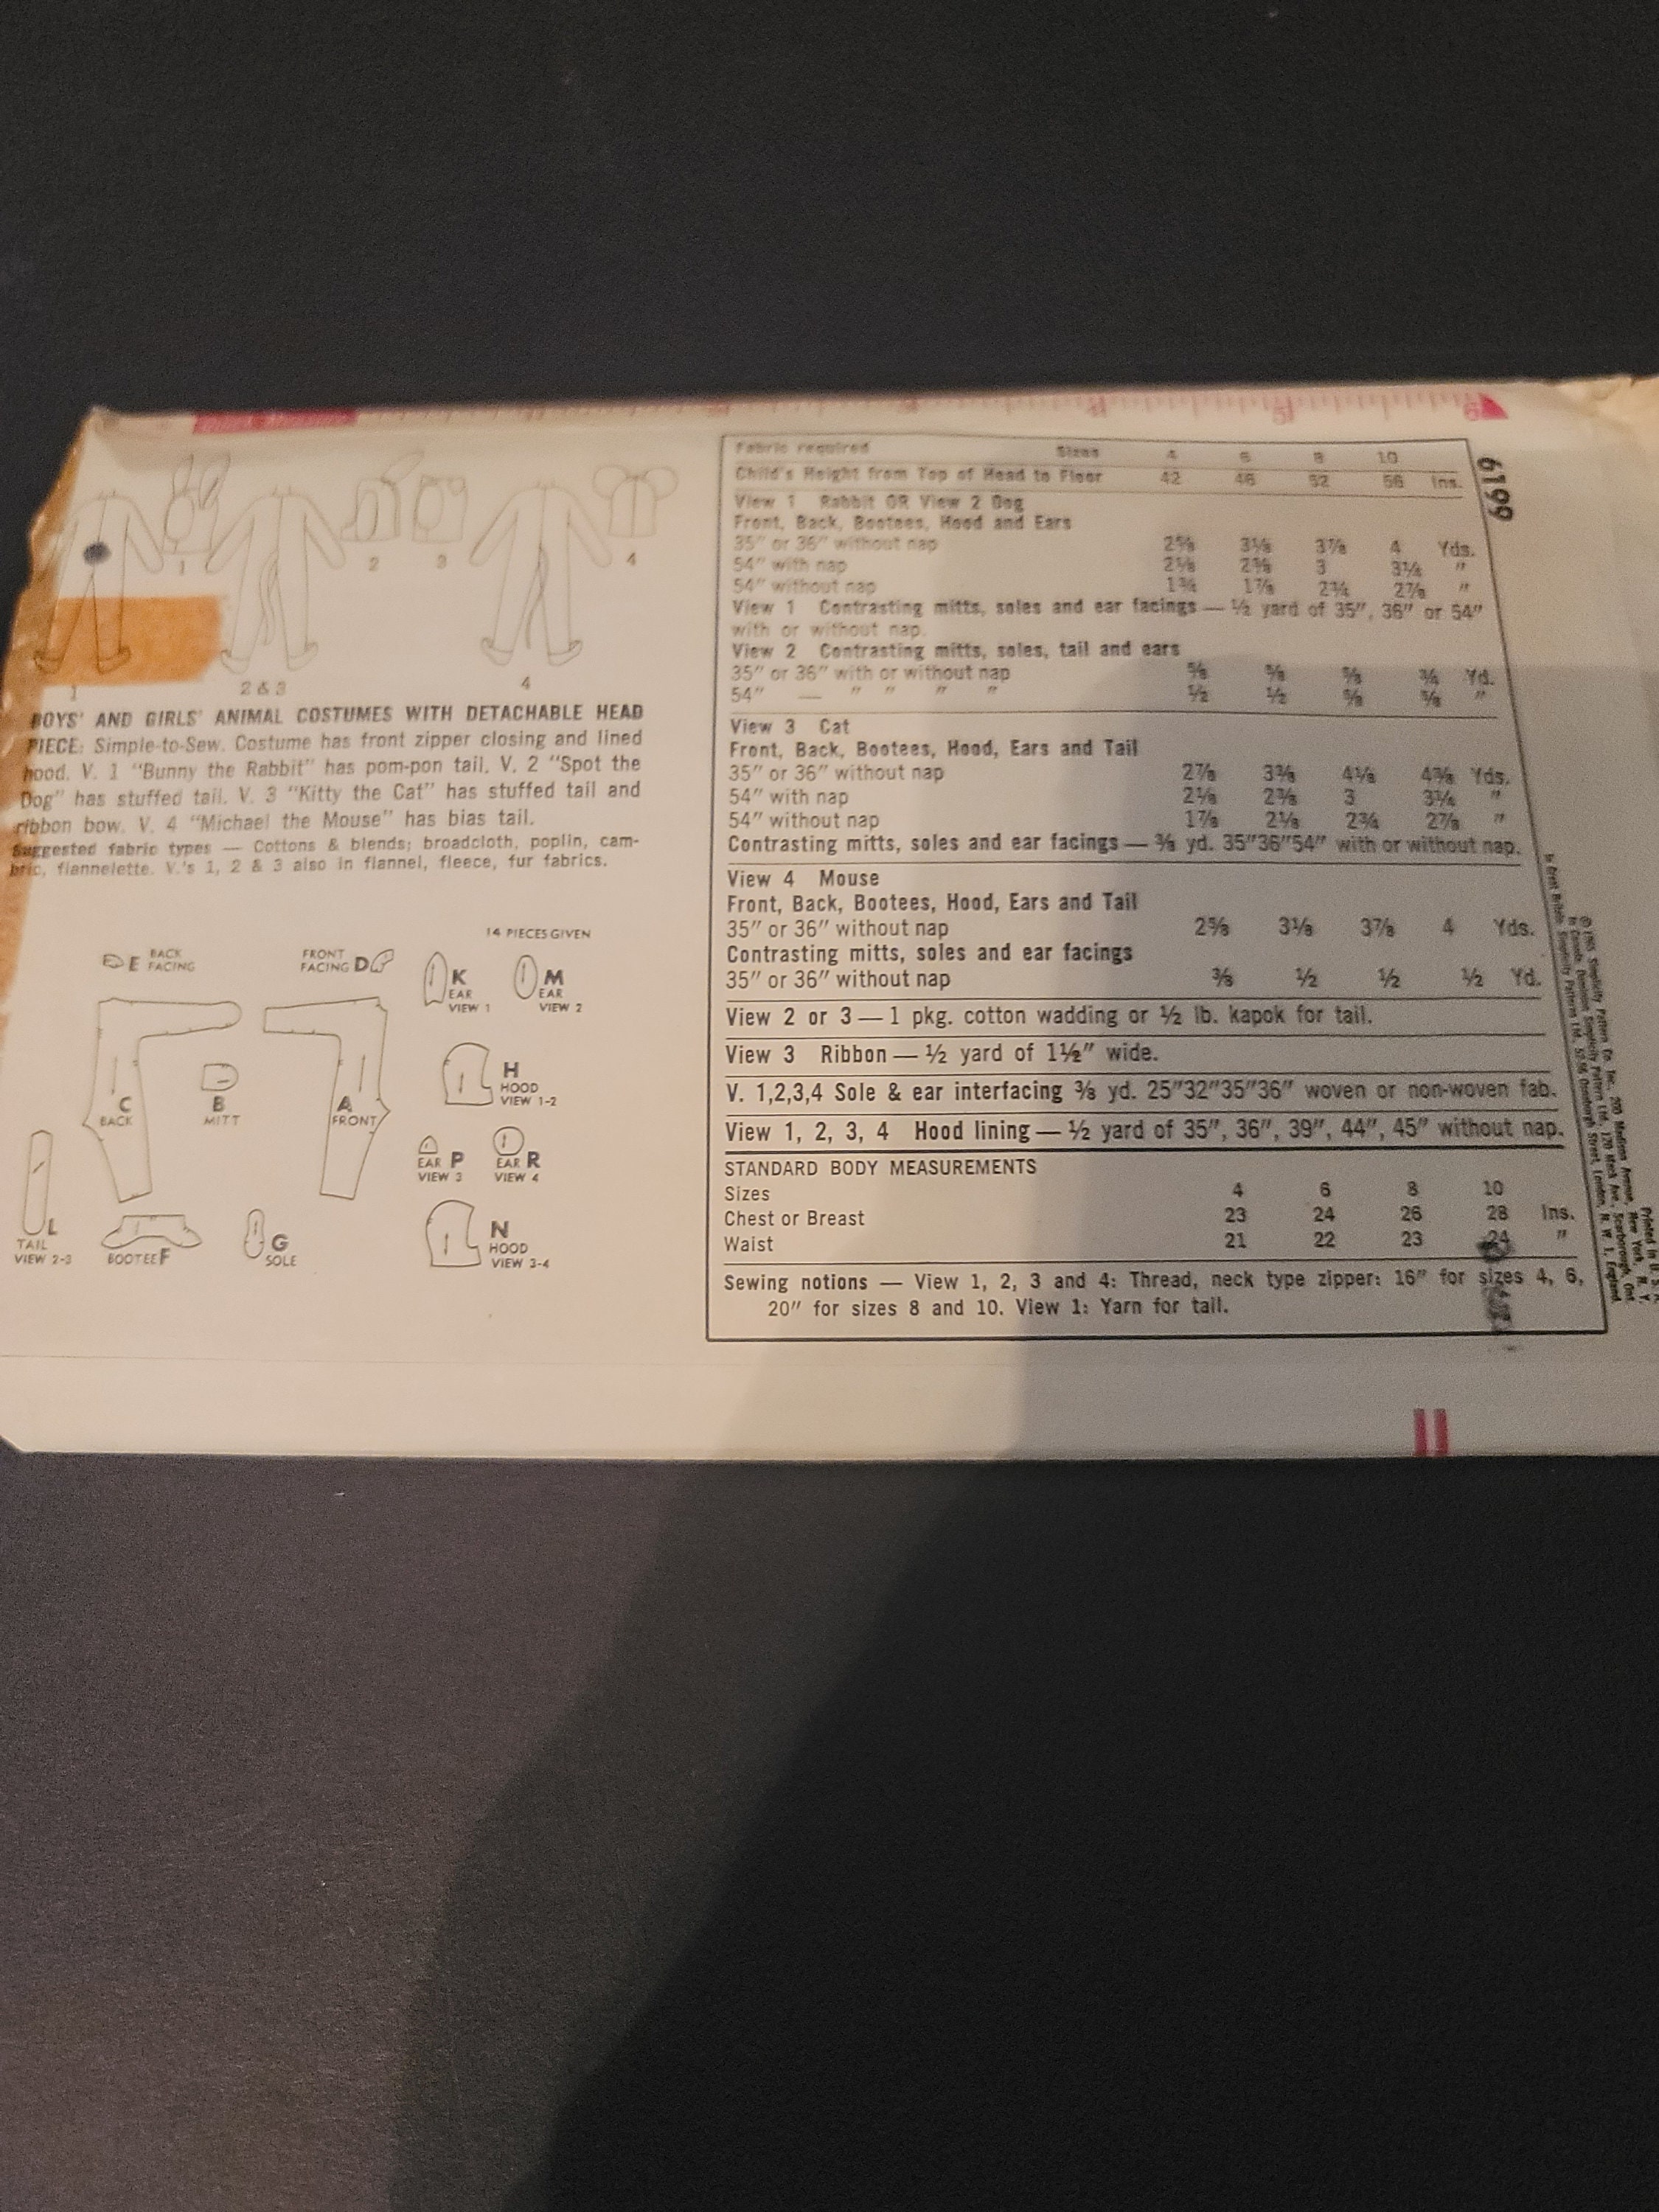 6
1
1
2
3
4
1
2 & 3
4
BOYS' AND GIRLS' ANIMAL COSTUMES WITH DETACHABLE HEAD
PIECE: Simple-to-Sew. Costume has front zipper closing and lined
hood. V. 1 "Bunny the Rabbit" has pom-pon tail. V. 2 "Spot the
Dog" has stuffed tail. V. 3 "Kitty the Cat" has stuffed tail and
ribbon bow. V. 4 "Michael the Mouse" has bias tail.
Suggested fabric types — Cottons & blends; broadcloth, poplin, cam-
bric, flannelette. V.'s 1, 2 & 3 also in flannel, fleece, fur fabrics.
14 PIECES GIVEN
E BACK FACING
FRONT FACING D
K EAR VIEW 1
M EAR VIEW 2
C BACK
B MITT
A FRONT
H HOOD VIEW 1-2
EAR P VIEW 3
EAR R VIEW 4
L TAIL VIEW 2-3
BOOTEE F
G SOLE
N HOOD VIEW 3-4
6199
Fabric required Sizes 4 6 8 10
Child's Height from Top of Head to Floor 42 46 52 56 Ins.
View 1 Rabbit OR View 2 Dog
Front, Back, Bootees, Hood and Ears
35" or 36" without nap 2⅝ 3⅛ 3⅞ 4 Yds.
54" with nap 2⅛ 2⅜ 3 3¼ "
54" without nap 1¾ 1⅞ 2¾ 2⅞ "
View 1 Contrasting mitts, soles and ear facings — ½ yard of 35", 36" or 54"
with or without nap.
View 2 Contrasting mitts, soles, tail and ears
35" or 36" with or without nap ⅝ ⅝ ⅝ ¾ Yd.
54" — " " " " ½ ½ ⅝ ⅝ "
View 3 Cat
Front, Back, Bootees, Hood, Ears and Tail
35" or 36" without nap 2⅞ 3⅜ 4⅛ 4⅜ Yds.
54" with nap 2⅛ 2⅜ 3 3¼ "
54" without nap 1⅞ 2⅛ 2¾ 2⅞ "
Contrasting mitts, soles and ear facings — ⅜ yd. 35"36"54" with or without nap.
View 4 Mouse
Front, Back, Bootees, Hood, Ears and Tail
35" or 36" without nap 2⅝ 3⅛ 3⅞ 4 Yds.
Contrasting mitts, soles and ear facings
35" or 36" without nap ⅜ ½ ½ ½ Yd.
View 2 or 3 — 1 pkg. cotton wadding or ½ lb. kapok for tail.
View 3 Ribbon — ½ yard of 1½" wide.
V. 1,2,3,4 Sole & ear interfacing ⅜ yd. 25"32"35"36" woven or non-woven fab.
View 1, 2, 3, 4 Hood lining — ½ yard of 35", 36", 39", 44", 45" without nap.
STANDARD BODY MEASUREMENTS
Sizes 4 6 8 10
Chest or Breast 23 24 26 28 Ins.
Waist 21 22 23 24 "
Sewing notions — View 1, 2, 3 and 4: Thread, neck type zipper: 16" for sizes 4, 6,
20" for sizes 8 and 10. View 1: Yarn for tail.
Printed in U.S.
© 1965 Simplicity Pattern Co. Inc., 200 Madison Avenue, New York, N.Y.